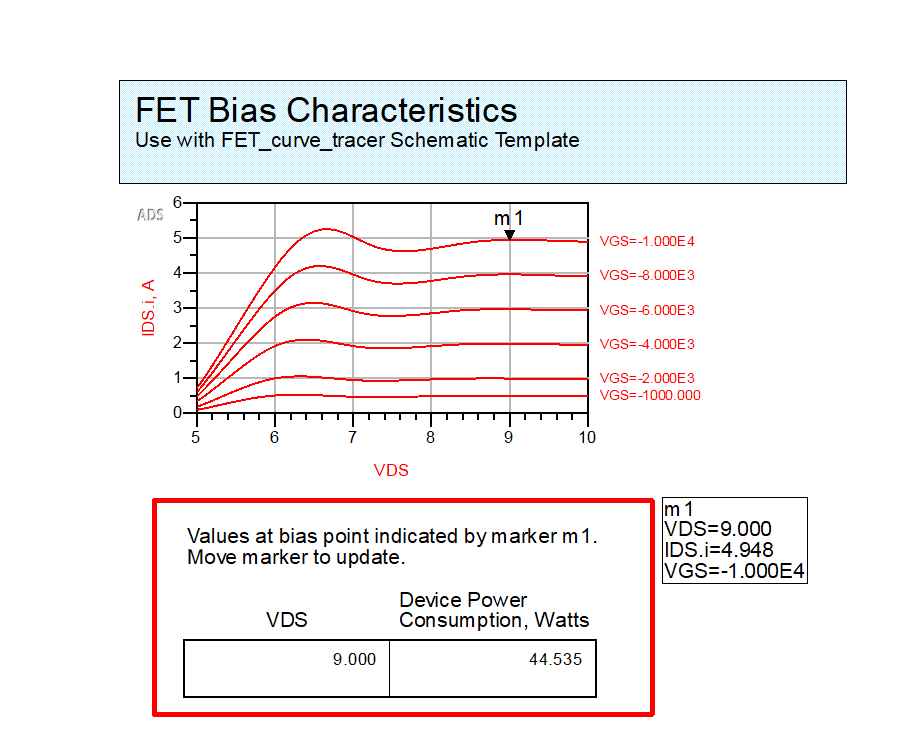 FET Bias Characteristics
Use with FET_curve_tracer Schematic Template
ADS
6
5
4
3
2
1
0
IDS.i, A
m1
VGS=-1.000E4
VGS=-8.000E3
VGS=-6.000E3
VGS=-4.000E3
VGS=-2.000E3
VGS=-1000.000
5 6 7 8 9 10
VDS
Values at bias point indicated by marker m1.
Move marker to update.
VDS
Device Power
Consumption, Watts
9.000 44.535
m1
VDS=9.000
IDS.i=4.948
VGS=-1.000E4